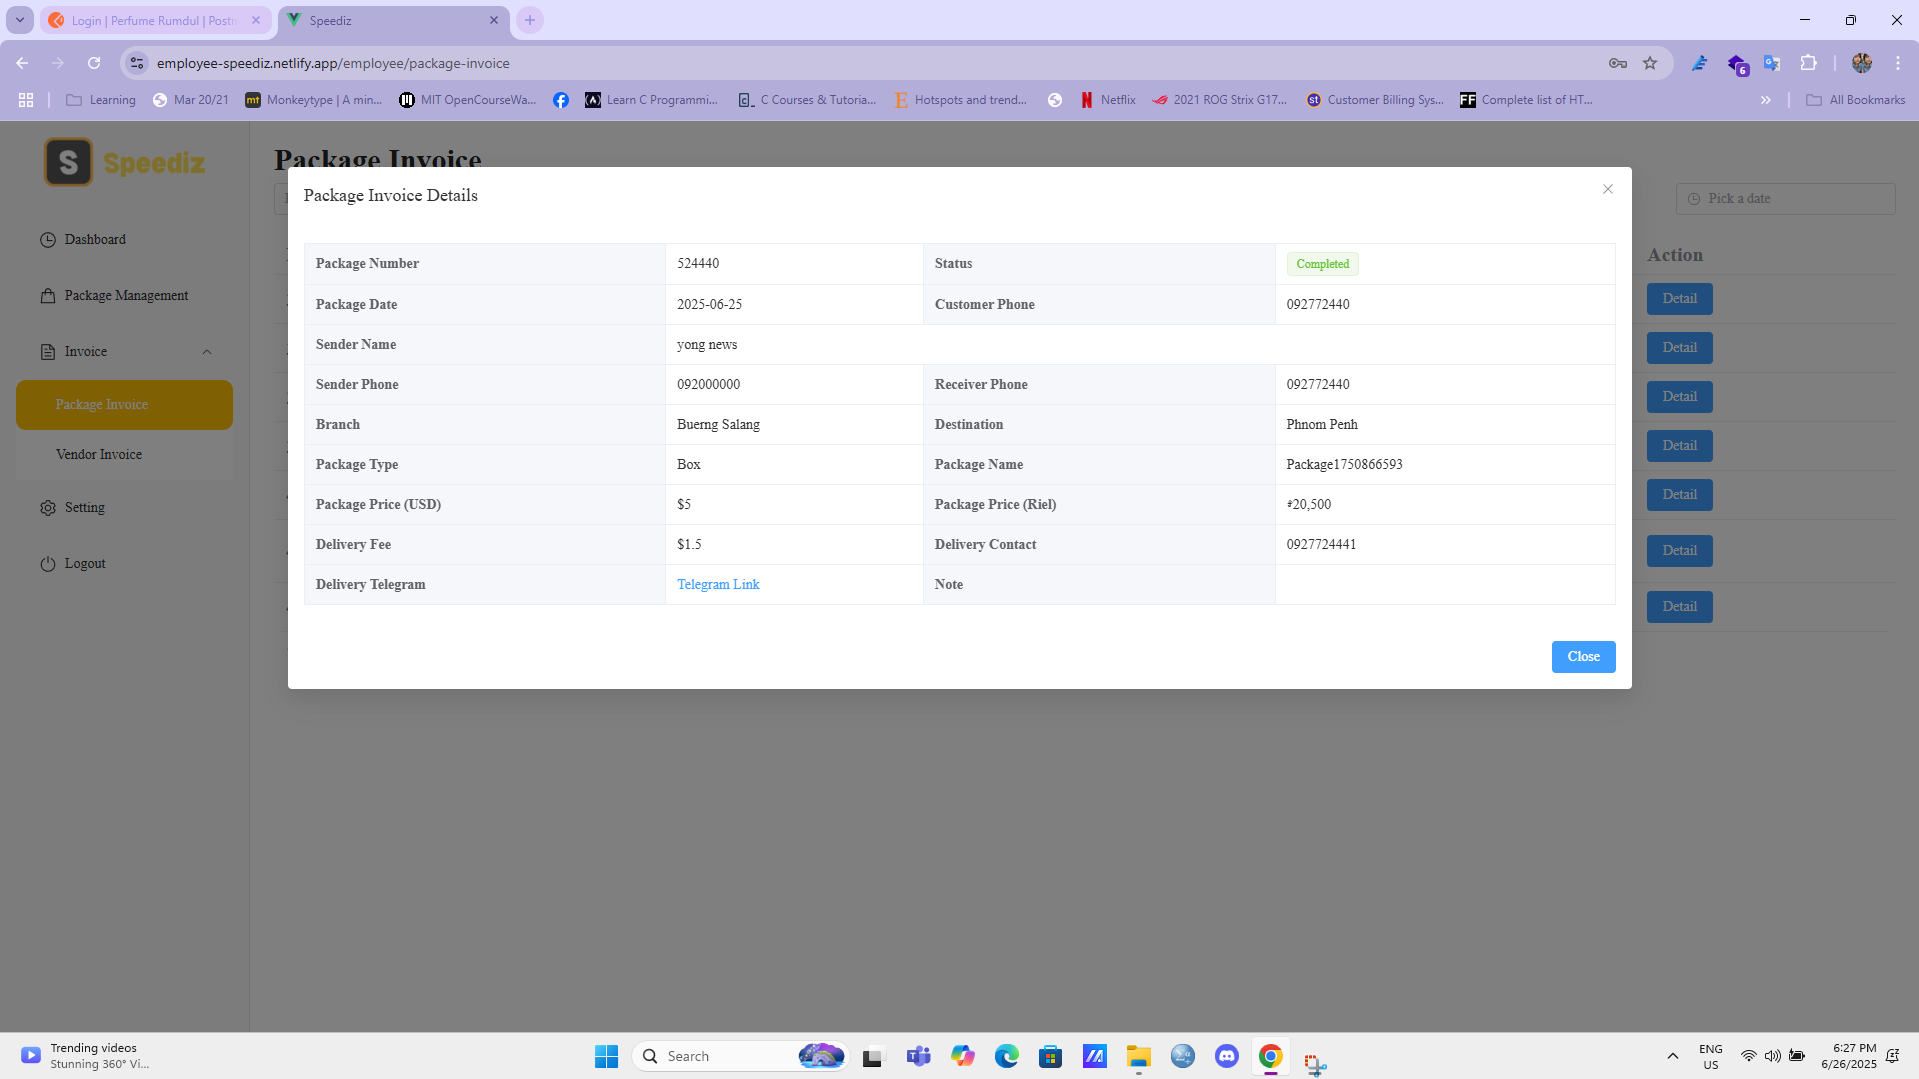 Login | Perfume Rumdul | Postm
Speediz
employee-speediz.netlify.app/employee/package-invoice
6
Learning
Mar 20/21
mt
Monkeytype | A min...
MIT OpenCourseWa...
Learn C Programmi...
C Courses & Tutoria...
Hotspots and trend...
Netflix
2021 ROG Strix G17...
Customer Billing Sys...
FF
Complete list of HT...
All Bookmarks
S
Speediz
Package Invoice
Package Invoice Details
Pick a date
Dashboard
Package Management
Invoice
Package Invoice
Vendor Invoice
Setting
Logout
Package Number 524440 Status Completed
Package Date 2025-06-25 Customer Phone 092772440
Sender Name yong news
Sender Phone 092000000 Receiver Phone 092772440
Branch Buerng Salang Destination Phnom Penh
Package Type Box Package Name Package1750866593
Package Price (USD) $5 Package Price (Riel) ៛20,500
Delivery Fee $1.5 Delivery Contact 0927724441
Delivery Telegram Telegram Link Note
Close
Action
Detail
Detail
Detail
Detail
Detail
Detail
Detail
Trending videos
Stunning 360° Vi...
Search
ENG
US
6:27 PM
6/26/2025